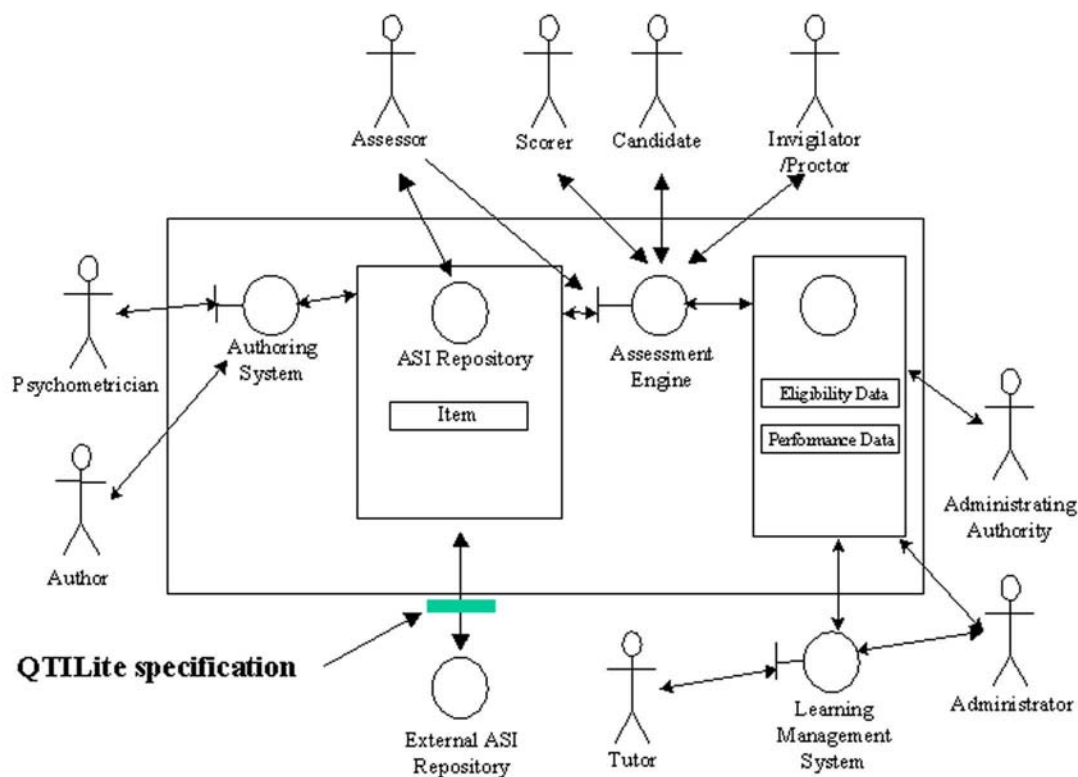 Assessor
Scorer
Candidate
Invigilator
/Proctor
Psychometrician
Authoring
System
ASI Repository
Item
Assessment
Engine
Eligibility Data
Performance Data
Administrating
Authority
Author
QTILite specification
External ASI
Repository
Tutor
Learning
Management
System
Administrator